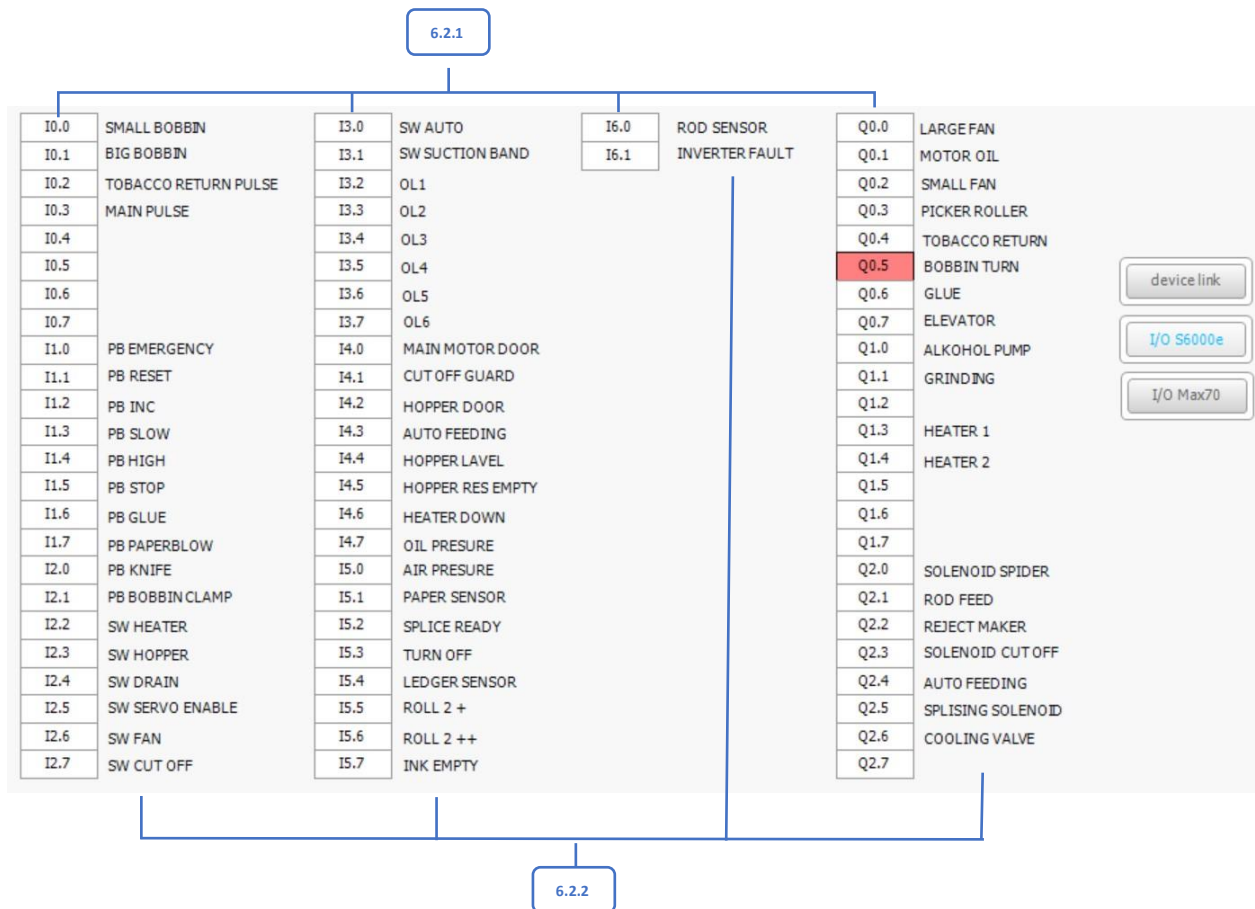 6.2.1
I0.0 SMALL BOBBIN I3.0 SW AUTO I6.0 ROD SENSOR Q0.0 LARGE FAN
I0.1 BIG BOBBIN I3.1 SW SUCTION BAND I6.1 INVERTER FAULT Q0.1 MOTOR OIL
I0.2 TOBACCO RETURN PULSE I3.2 OL1 Q0.2 SMALL FAN
I0.3 MAIN PULSE I3.3 OL2 Q0.3 PICKER ROLLER
I0.4 I3.4 OL3 Q0.4 TOBACCO RETURN
I0.5 I3.5 OL4 Q0.5 BOBBIN TURN
device link
I0.6 I3.6 OL5 Q0.6 GLUE
I0.7 I3.7 OL6 Q0.7 ELEVATOR
I/O S6000e
I1.0 PB EMERGENCY I4.0 MAIN MOTOR DOOR Q1.0 ALKOHOL PUMP
I1.1 PB RESET I4.1 CUT OFF GUARD Q1.1 GRINDING
I/O Max70
I1.2 PB INC I4.2 HOPPER DOOR Q1.2
I1.3 PB SLOW I4.3 AUTO FEEDING Q1.3 HEATER 1
I1.4 PB HIGH I4.4 HOPPER LAVEL Q1.4 HEATER 2
I1.5 PB STOP I4.5 HOPPER RES EMPTY Q1.5
I1.6 PB GLUE I4.6 HEATER DOWN Q1.6
I1.7 PB PAPERBLOW I4.7 OIL PRESURE Q1.7
I2.0 PB KNIFE I5.0 AIR PRESURE Q2.0 SOLENOID SPIDER
I2.1 PB BOBBIN CLAMP I5.1 PAPER SENSOR Q2.1 ROD FEED
I2.2 SW HEATER I5.2 SPLICE READY Q2.2 REJECT MAKER
I2.3 SW HOPPER I5.3 TURN OFF Q2.3 SOLENOID CUT OFF
I2.4 SW DRAIN I5.4 LEDGER SENSOR Q2.4 AUTO FEEDING
I2.5 SW SERVO ENABLE I5.5 ROLL 2 + Q2.5 SPLISING SOLENOID
I2.6 SW FAN I5.6 ROLL 2 ++ Q2.6 COOLING VALVE
I2.7 SW CUT OFF I5.7 INK EMPTY Q2.7
6.2.2